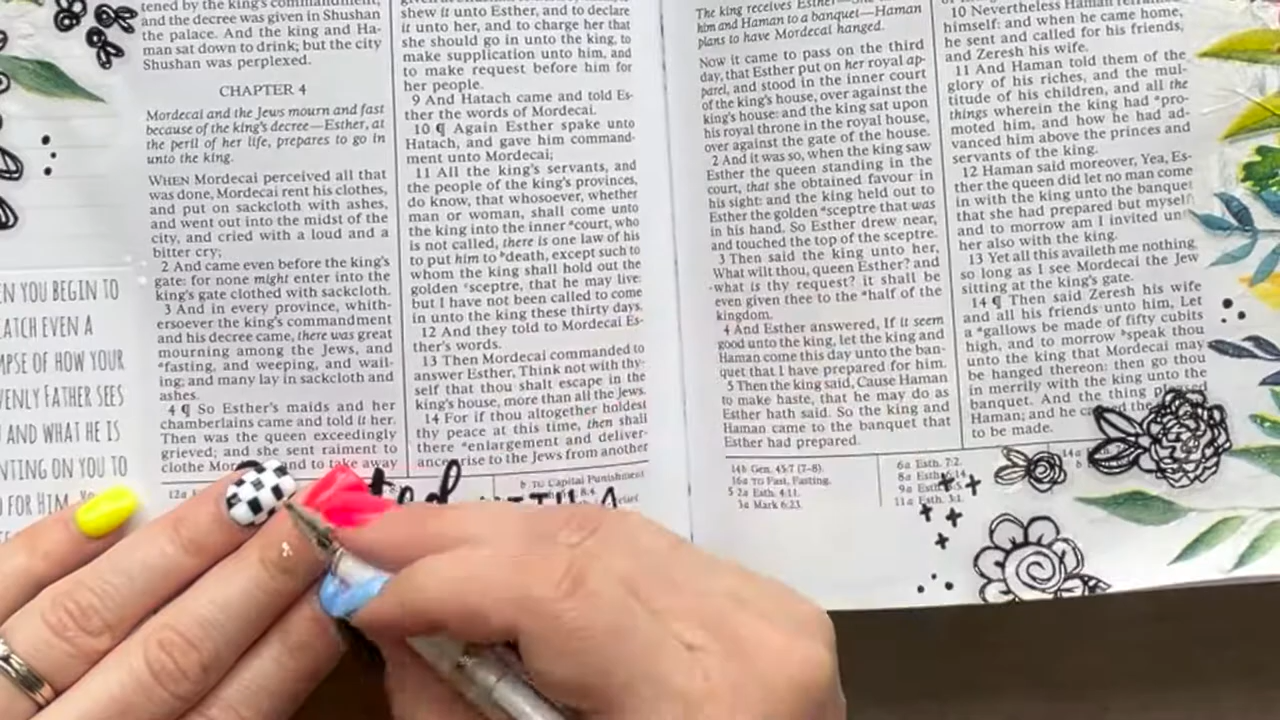 tened by the king's commandment,
and the decree was given in Shushan
the palace. And the king and Ha-
man sat down to drink; but the city
Shushan was perplexed.
CHAPTER 4
Mordecai and the Jews mourn and fast
because of the king's decree—Esther, at
the peril of her life, prepares to go in
unto the king.
WHEN Mordecai perceived all that
was done, Mordecai rent his clothes,
and put on sackcloth with ashes,
and went out into the midst of the
city, and cried with a loud and a
bitter cry;
2 And came even before the king's
gate: for none might enter into the
king's gate clothed with sackcloth.
3 And in every province, whith-
ersoever the king's commandment
and his decree came, there was great
mourning among the Jews, and
ᵃfasting, and weeping, and wail-
ing; and many lay in sackcloth and
ashes.
4 ¶ So Esther's maids and her
chamberlains came and told it her.
Then was the queen exceedingly
grieved; and she sent raiment to
clothe and to take away
12a
shew it unto Esther, and to declare
it unto her, and to charge her that
she should go in unto the king, to
make supplication unto him, and
to make request before him for
her people.
9 And Hatach came and told Es-
ther the words of Mordecai.
10 ¶ Again Esther spake unto
Hatach, and gave him command-
ment unto Mordecai;
11 All the king's servants, and
the people of the king's provinces,
do know, that whosoever, whether
man or woman, shall come unto
the king into the inner ᵃcourt, who
is not called, there is one law of his
to put him to ᵇdeath, except such to
whom the king shall hold out the
golden ᶜsceptre, that he may live:
but I have not been called to come
in unto the king these thirty days.
12 And they told to Mordecai Es-
ther's words.
13 Then Mordecai commanded to
answer Esther, Think not with thy-
self that thou shalt escape in the
king's house, more than all the Jews.
14 For if thou altogether holdest
thy peace at this time, then shall
there ᵃenlargement and deliver-
ance rise to the Jews from another
b TG Capital Punishment
EN YOU BEGIN TO
ATCH EVEN A
MPSE OF HOW YOUR
VENLY FATHER SEES
AND WHAT HE IS
NTING ON YOU TO
FOR HIM,
The king receives Esther
him and Haman to a banquet—Haman
plans to have Mordecai hanged.
Now it came to pass on the third
day, that Esther put on her royal ap-
parel, and stood in the inner court
of the king's house, over against the
king's house: and the king sat upon
his royal throne in the royal house,
over against the gate of the house.
2 And it was so, when the king saw
Esther the queen standing in the
court, that she obtained favour in
his sight: and the king held out to
Esther the golden ᵃsceptre that was
in his hand. So Esther drew near,
and touched the top of the sceptre.
3 Then said the king unto her,
What wilt thou, queen Esther? and
what is thy request? it shall be
even given thee to the ᵃhalf of the
kingdom.
4 And Esther answered, If it seem
good unto the king, let the king and
Haman come this day unto the ban-
quet that I have prepared for him.
5 Then the king said, Cause Haman
to make haste, that he may do as
Esther hath said. So the king and
Haman came to the banquet that
Esther had prepared.
14b Gen. 45:7 (7–8).
16a TG Fast, Fasting.
5 2a Esth. 4:11.
3a Mark 6:23.
10 Nevertheless Haman
himself: and when he came home,
he sent and called for his friends,
and Zeresh his wife.
11 And Haman told them of the
glory of his riches, and the mul-
titude of his children, and all the
things wherein the king had ᵃpro-
moted him, and how he had ad-
vanced him above the princes and
servants of the king.
12 Haman said moreover, Yea, Es-
ther the queen did let no man come
in with the king unto the banquet
that she had prepared but myself;
and to morrow am I invited unto
her also with the king.
13 Yet all this availeth me nothing,
so long as I see Mordecai the Jew
sitting at the king's gate.
14 ¶ Then said Zeresh his wife
and all his friends unto him, Let
a ᵃgallows be made of fifty cubits
high, and to morrow ᵇspeak thou
unto the king that Mordecai may
be hanged thereon: then go thou
in merrily with the king unto the
banquet. And the thing pleased
Haman; and he caused the
to be made.
6a Esth. 7:2.
8a Esth. 6:14.
9a Esth.
11a Esth. 3:1.
14a
b